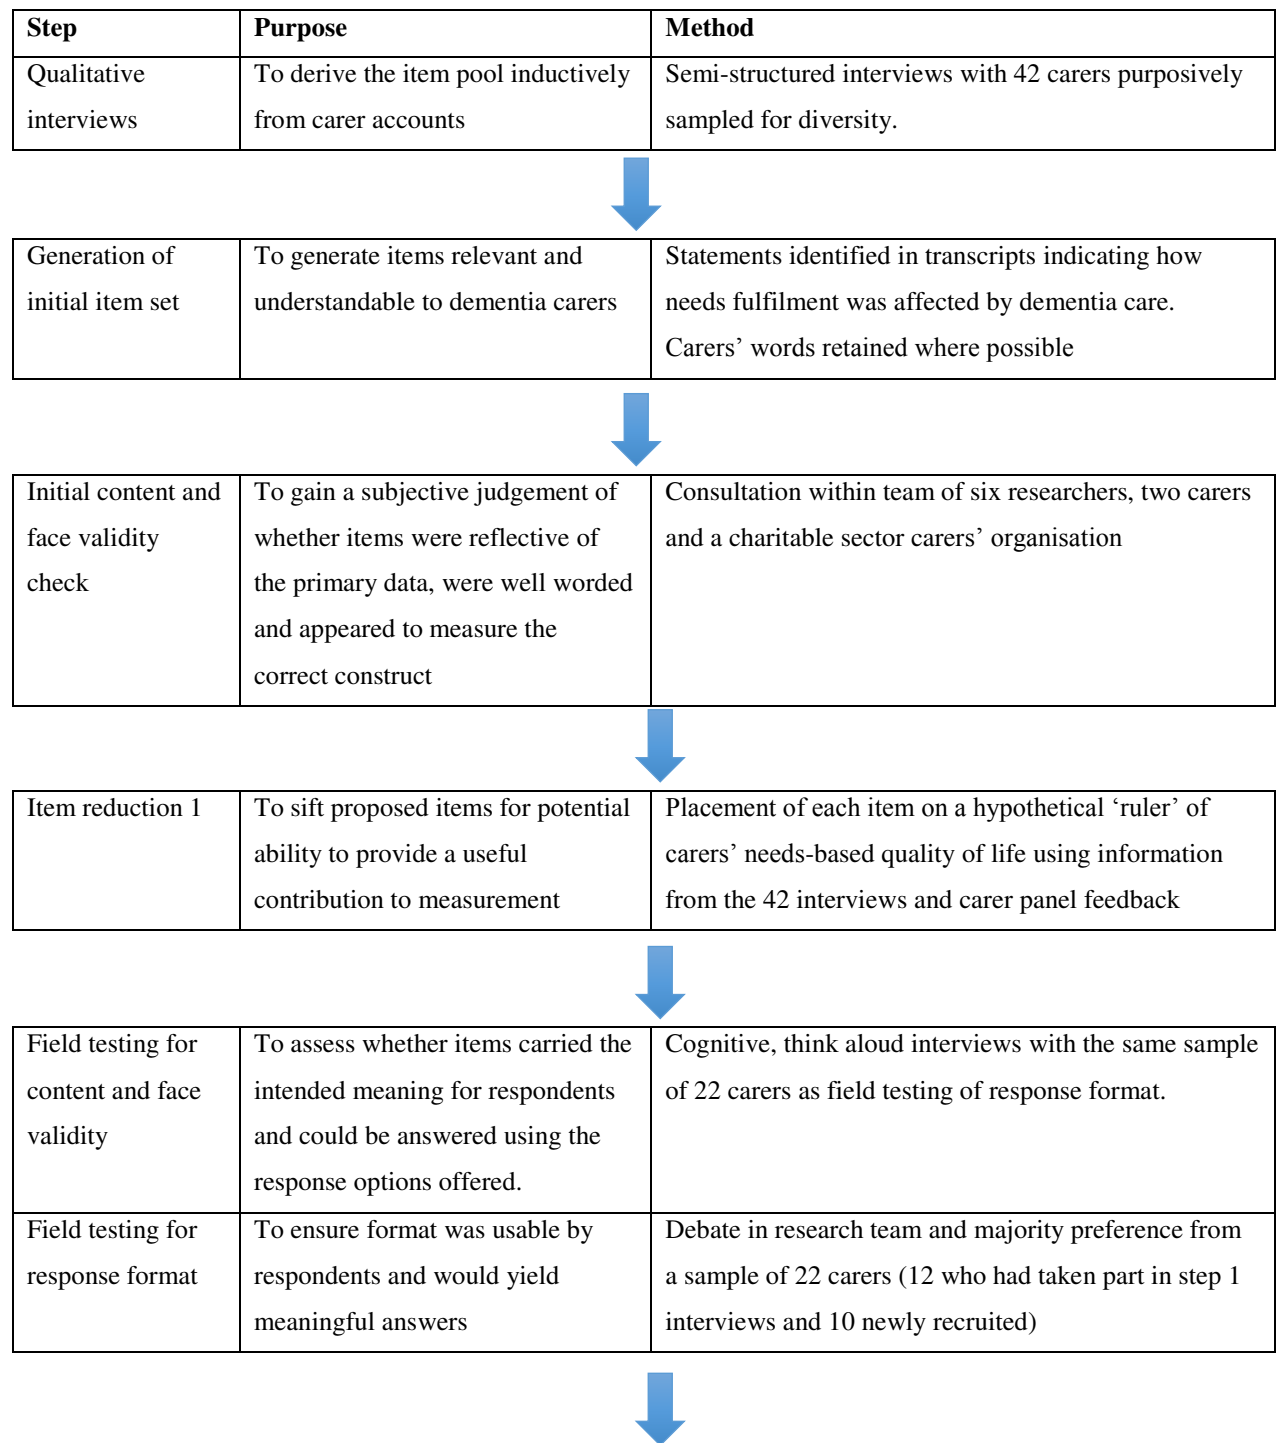 Step Purpose Method
Qualitative interviews
To derive the item pool inductively from carer accounts
Semi-structured interviews with 42 carers purposively sampled for diversity.
Generation of initial item set
To generate items relevant and understandable to dementia carers
Statements identified in transcripts indicating how needs fulfilment was affected by dementia care. Carers’ words retained where possible
Initial content and face validity check
To gain a subjective judgement of whether items were reflective of the primary data, were well worded and appeared to measure the correct construct
Consultation within team of six researchers, two carers and a charitable sector carers’ organisation
Item reduction 1
To sift proposed items for potential ability to provide a useful contribution to measurement
Placement of each item on a hypothetical ‘ruler’ of carers’ needs-based quality of life using information from the 42 interviews and carer panel feedback
Field testing for content and face validity
To assess whether items carried the intended meaning for respondents and could be answered using the response options offered.
Cognitive, think aloud interviews with the same sample of 22 carers as field testing of response format.
Field testing for response format
To ensure format was usable by respondents and would yield meaningful answers
Debate in research team and majority preference from a sample of 22 carers (12 who had taken part in step 1 interviews and 10 newly recruited)